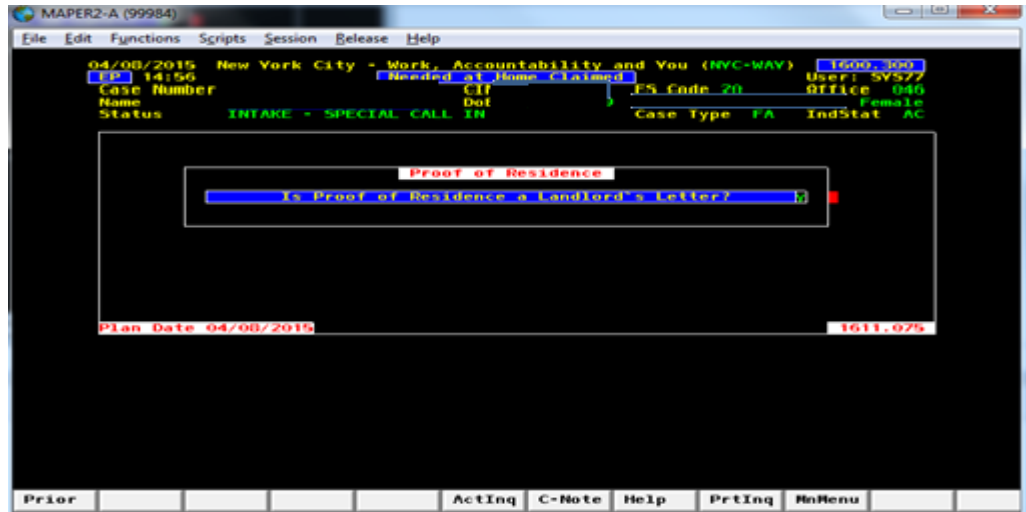 MAPER2-A (99984)
File Edit Functions Scripts Session Release Help
04/08/2015 New York City - Work, Accountability and You (NYC-WAY) 1600.300
EP 14:56 Needed at Home Claimed User: SYS77
Case Number CIN FS Code 20 Office 046
Name DoB Female
Status INTAKE - SPECIAL CALL IN Case Type FA IndStat AC
Proof of Residence
Is Proof of Residence a Landlord's Letter? Y
Plan Date 04/08/2015 1611.075
Prior ActInq C-Note Help PrtInq MnMenu